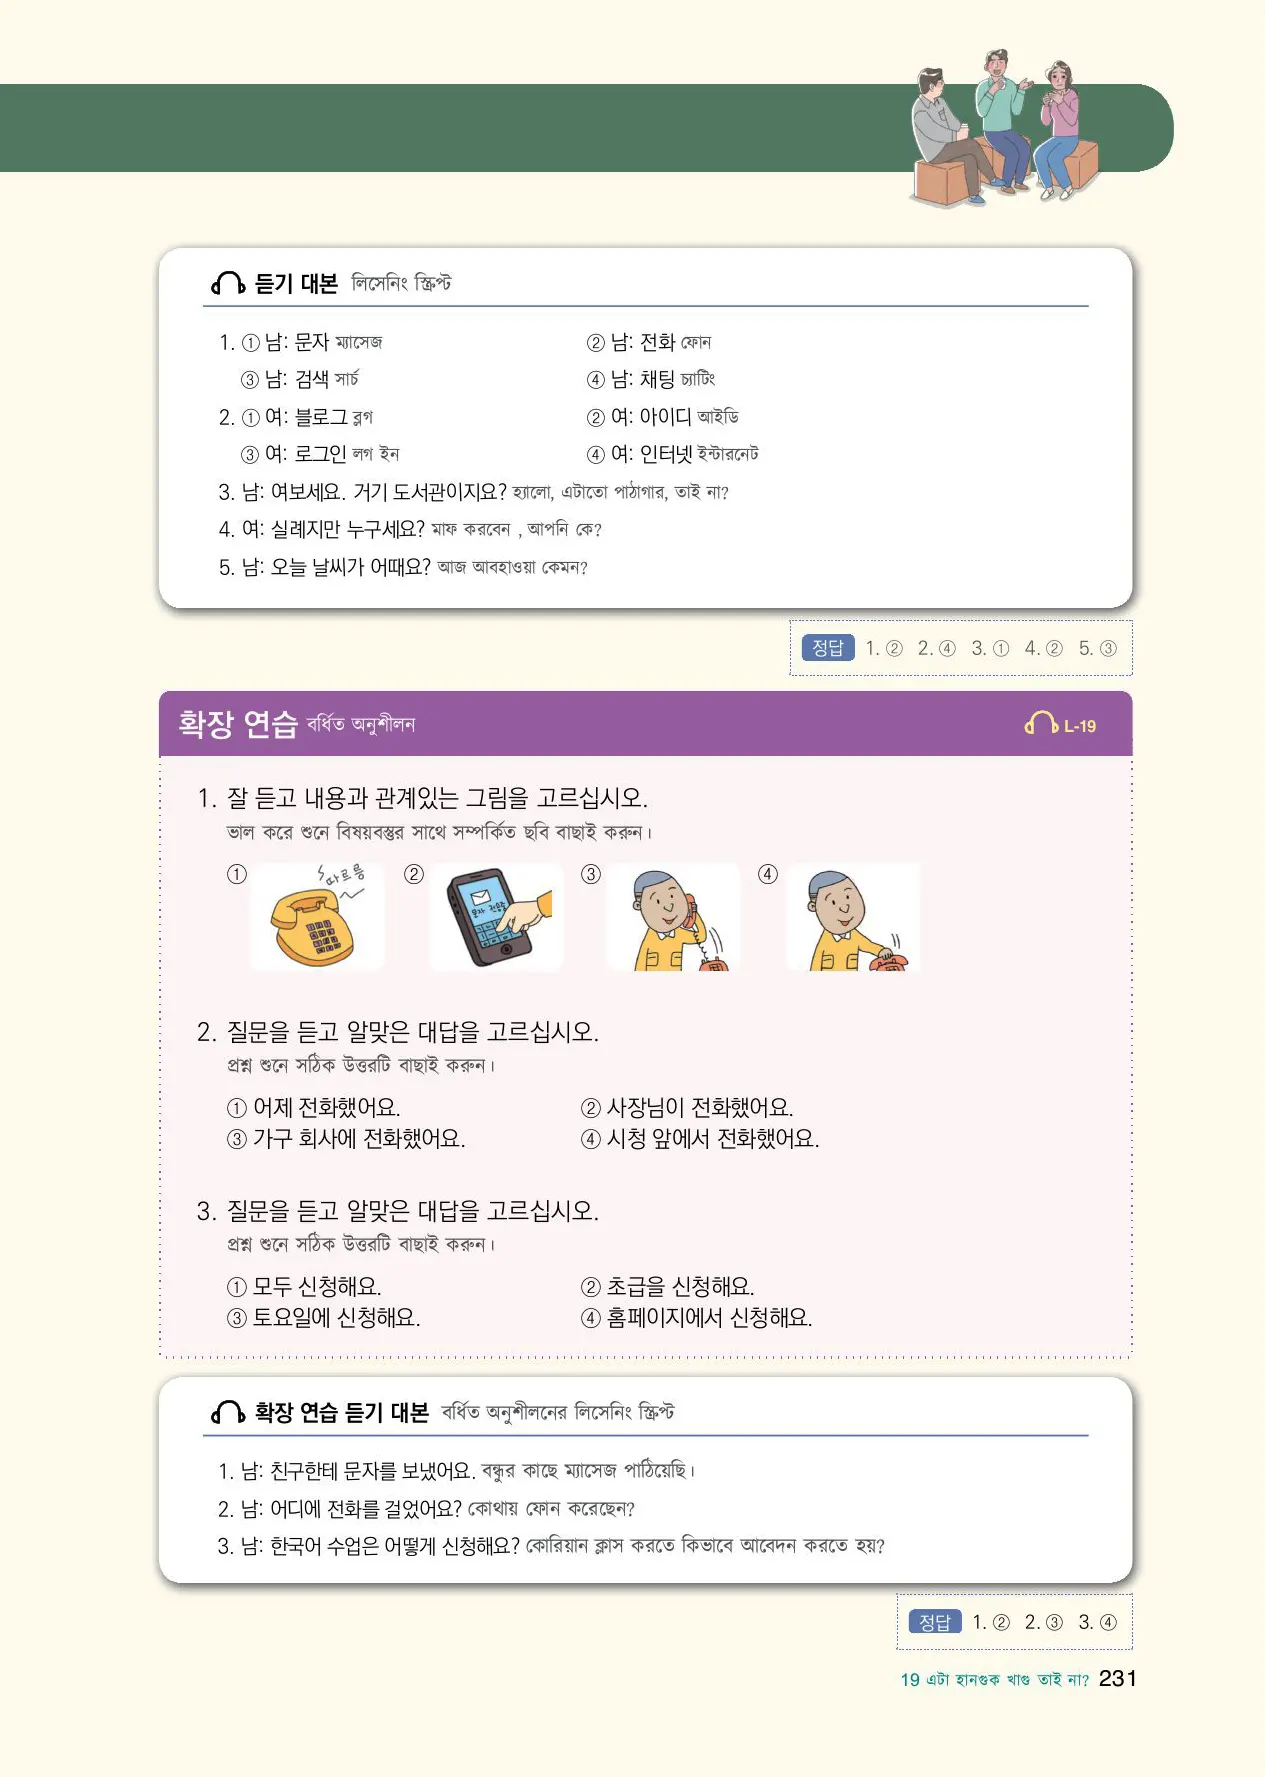 듣기 대본 লিসেনিং স্ক্রিপ্ট
1. ① 남: 문자 ম্যাসেজ ② 남: 전화 ফোন
③ 남: 검색 সার্চ ④ 남: 채팅 চ্যাটিং
2. ① 여: 블로그 ব্লগ ② 여: 아이디 আইডি
③ 여: 로그인 লগ ইন ④ 여: 인터넷 ইন্টারনেট
3. 남: 여보세요. 거기 도서관이지요? হ্যালো, এটাতো পাঠাগার, তাই না?
4. 여: 실례지만 누구세요? মাফ করবেন , আপনি কে?
5. 남: 오늘 날씨가 어때요? আজ আবহাওয়া কেমন?
정답 1. ② 2. ④ 3. ① 4. ② 5. ③
확장 연습 বর্ধিত অনুশীলন L-19
1. 잘 듣고 내용과 관계있는 그림을 고르십시오.
ভাল করে শুনে বিষয়বস্তুর সাথে সম্পর্কিত ছবি বাছাই করুন।
① ② ③ ④
따르릉
문자 전송중
2. 질문을 듣고 알맞은 대답을 고르십시오.
প্রশ্ন শুনে সঠিক উত্তরটি বাছাই করুন।
① 어제 전화했어요. ② 사장님이 전화했어요.
③ 가구 회사에 전화했어요. ④ 시청 앞에서 전화했어요.
3. 질문을 듣고 알맞은 대답을 고르십시오.
প্রশ্ন শুনে সঠিক উত্তরটি বাছাই করুন।
① 모두 신청해요. ② 초급을 신청해요.
③ 토요일에 신청해요. ④ 홈페이지에서 신청해요.
확장 연습 듣기 대본 বর্ধিত অনুশীলনের লিসেনিং স্ক্রিপ্ট
1. 남: 친구한테 문자를 보냈어요. বন্ধুর কাছে ম্যাসেজ পাঠিয়েছি।
2. 남: 어디에 전화를 걸었어요? কোথায় ফোন করেছেন?
3. 남: 한국어 수업은 어떻게 신청해요? কোরিয়ান ক্লাস করতে কিভাবে আবেদন করতে হয়?
정답 1. ② 2. ③ 3. ④
19 এটা হানগুক খাগু তাই না? 231